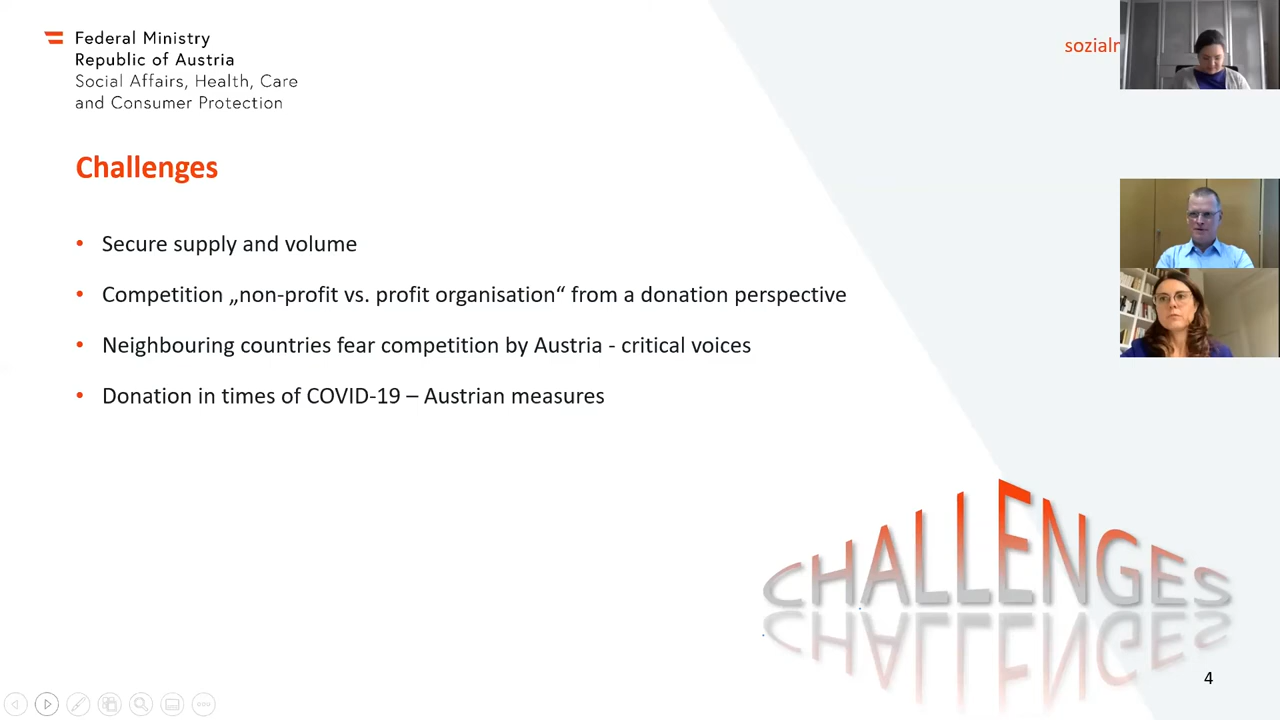 Federal Ministry
Republic of Austria
Social Affairs, Health, Care
and Consumer Protection
Challenges
• Secure supply and volume
• Competition „non-profit vs. profit organisation“ from a donation perspective
• Neighbouring countries fear competition by Austria - critical voices
• Donation in times of COVID-19 – Austrian measures
CHALLENGES
4